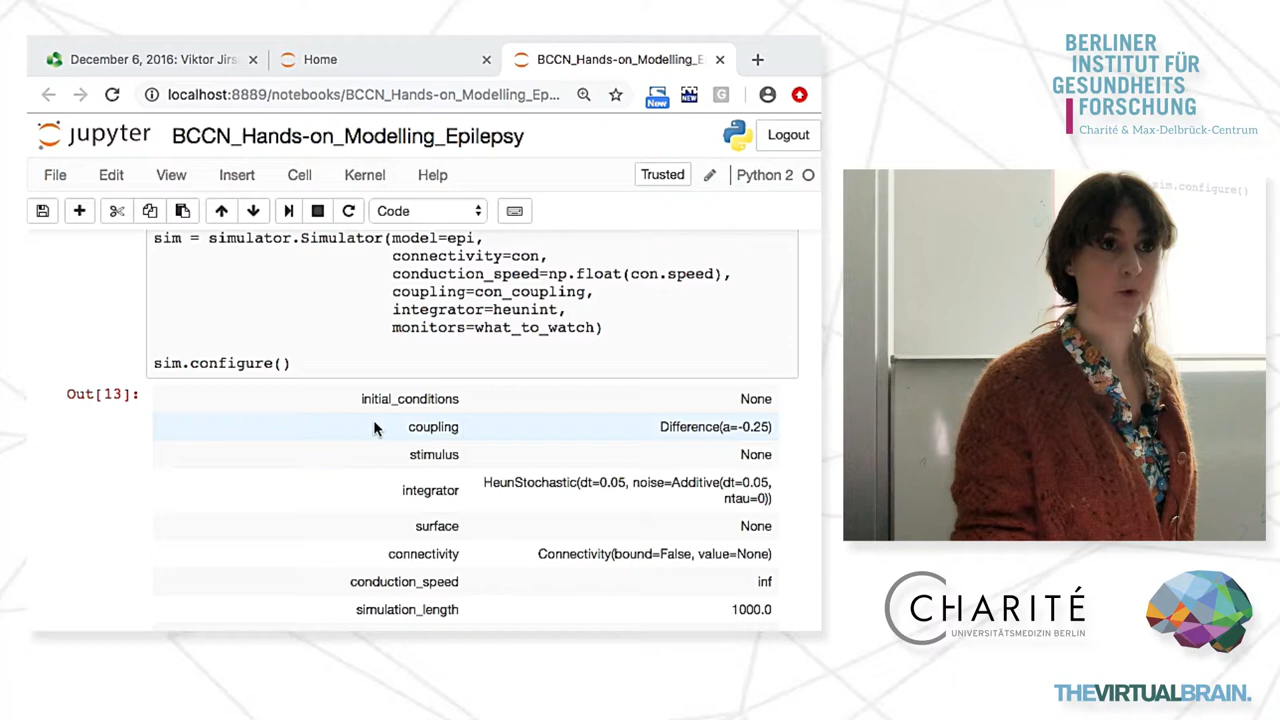 December 6, 2016: Viktor Jirs
Home
BCCN_Hands-on_Modelling_E
localhost:8889/notebooks/BCCN_Hands-on_Modelling_Ep...
New
New
G
jupyter
BCCN_Hands-on_Modelling_Epilepsy
Logout
File Edit View Insert Cell Kernel Help
Trusted
Python 2
Code
sim = simulator.Simulator(model=epi,
connectivity=con,
conduction_speed=np.float(con.speed),
coupling=con_coupling,
integrator=heunint,
monitors=what_to_watch)
sim.configure()
Out[13]:
initial_conditions None
coupling Difference(a=-0.25)
stimulus None
integrator HeunStochastic(dt=0.05, noise=Additive(dt=0.05,
ntau=0))
surface None
connectivity Connectivity(bound=False, value=None)
conduction_speed inf
simulation_length 1000.0
BERLINER
INSTITUT FÜR
GESUNDHEITS
FORSCHUNG
Charité & Max-Delbrück-Centrum
sim.configure()
CHARITÉ
UNIVERSITÄTSMEDIZIN BERLIN
THEVIRTUALBRAIN.